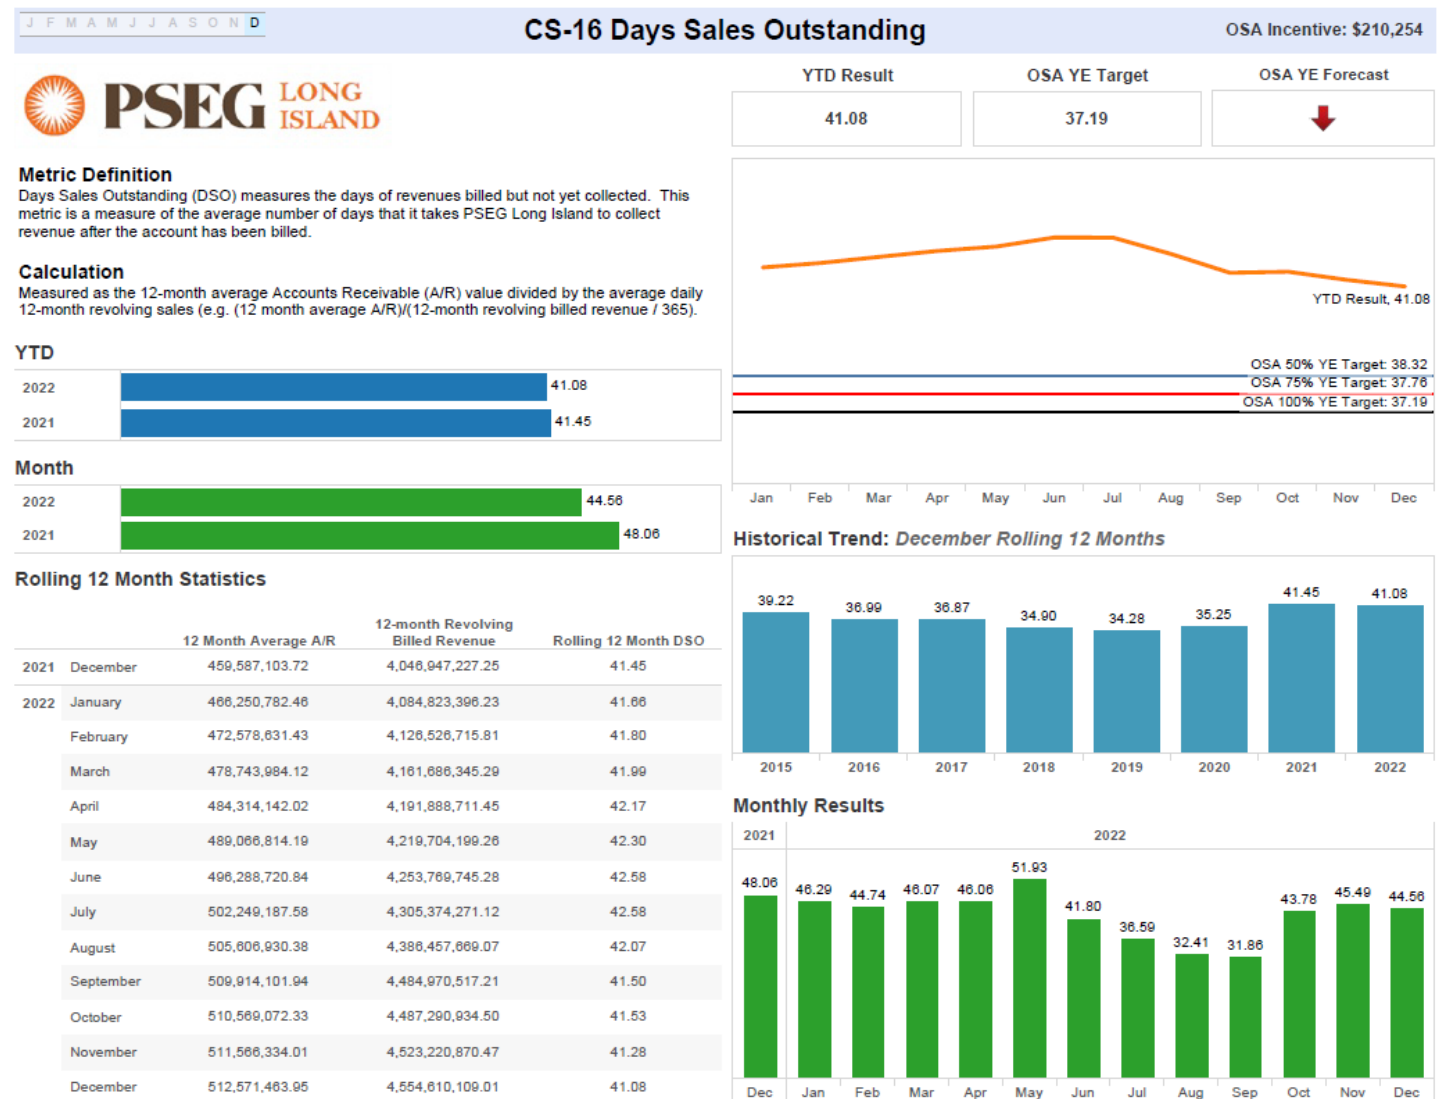 J F M A M J J A S O N D
CS-16 Days Sales Outstanding
OSA Incentive: $210,254
PSEG LONG ISLAND
YTD Result
OSA YE Target
OSA YE Forecast
41.08
37.19
Metric Definition
Days Sales Outstanding (DSO) measures the days of revenues billed but not yet collected.  This
metric is a measure of the average number of days that it takes PSEG Long Island to collect
revenue after the account has been billed.
Calculation
Measured as the 12-month average Accounts Receivable (A/R) value divided by the average daily
12-month revolving sales (e.g. (12 month average A/R)/(12-month revolving billed revenue / 365).
YTD
2022 41.08
2021 41.45
Month
2022 44.56
2021 48.06
Rolling 12 Month Statistics
12 Month Average A/R
12-month Revolving
Billed Revenue
Rolling 12 Month DSO
2021 December 459,587,103.72 4,046,947,227.25 41.45
2022 January 466,250,782.46 4,084,823,396.23 41.66
February 472,578,631.43 4,126,526,715.81 41.80
March 478,743,984.12 4,161,686,345.29 41.99
April 484,314,142.02 4,191,888,711.45 42.17
May 489,066,814.19 4,219,704,199.26 42.30
June 496,288,720.84 4,253,769,745.28 42.58
July 502,249,187.58 4,305,374,271.12 42.58
August 505,606,930.38 4,386,457,669.07 42.07
September 509,914,101.94 4,484,970,517.21 41.50
October 510,569,072.33 4,487,290,934.50 41.53
November 511,566,334.01 4,523,220,870.47 41.28
December 512,571,463.95 4,554,610,109.01 41.08
YTD Result, 41.08
OSA 50% YE Target: 38.32
OSA 75% YE Target: 37.76
OSA 100% YE Target: 37.19
Jan Feb Mar Apr May Jun Jul Aug Sep Oct Nov Dec
Historical Trend: December Rolling 12 Months
39.22 36.99 36.87 34.90 34.28 35.25 41.45 41.08
2015 2016 2017 2018 2019 2020 2021 2022
Monthly Results
2021 2022
48.06 46.29 44.74 46.07 46.06 51.93 41.80 36.59 32.41 31.86 43.78 45.49 44.56
Dec Jan Feb Mar Apr May Jun Jul Aug Sep Oct Nov Dec